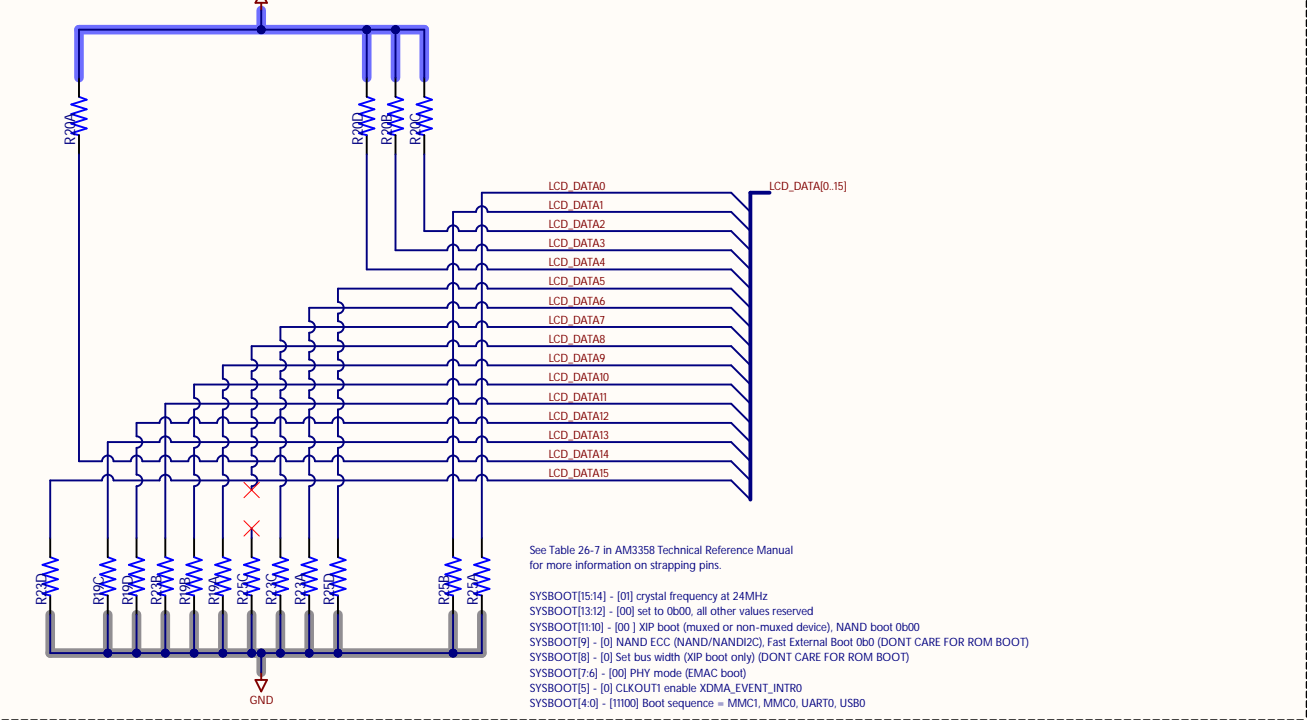 R20A
R20D
R20B
R20C
LCD_DATA0
LCD_DATA[0..15]
LCD_DATA1
LCD_DATA2
LCD_DATA3
LCD_DATA4
LCD_DATA5
LCD_DATA6
LCD_DATA7
LCD_DATA8
LCD_DATA9
LCD_DATA10
LCD_DATA11
LCD_DATA12
LCD_DATA13
LCD_DATA14
LCD_DATA15
R23D
R19C
R19D
R23B
R19B
R19A
R25C
R23C
R23A
R25D
R25B
R25A
GND
See Table 26-7 in AM3358 Technical Reference Manual
for more information on strapping pins.
SYSBOOT[15:14] - [01] crystal frequency at 24MHz
SYSBOOT[13:12] - [00] set to 0b00, all other values reserved
SYSBOOT[11:10] - [00 ] XIP boot (muxed or non-muxed device), NAND boot 0b00
SYSBOOT[9] - [0] NAND ECC (NAND/NANDI2C), Fast External Boot 0b0 (DONT CARE FOR ROM BOOT)
SYSBOOT[8] - [0] Set bus width (XIP boot only) (DONT CARE FOR ROM BOOT)
SYSBOOT[7:6] - [00] PHY mode (EMAC boot)
SYSBOOT[5] - [0] CLKOUT1 enable XDMA_EVENT_INTR0
SYSBOOT[4:0] - [11100] Boot sequence = MMC1, MMC0, UART0, USB0